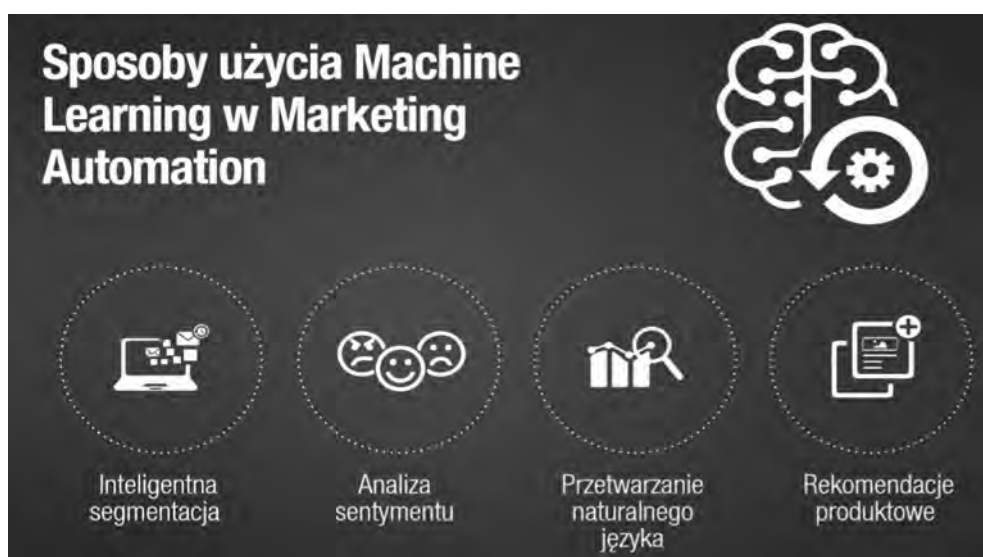 Sposoby użycia Machine
Learning w Marketing
Automation
Inteligentna
segmentacja
Analiza
sentymentu
Przetwarzanie
naturalnego
języka
Rekomendacje
produktowe